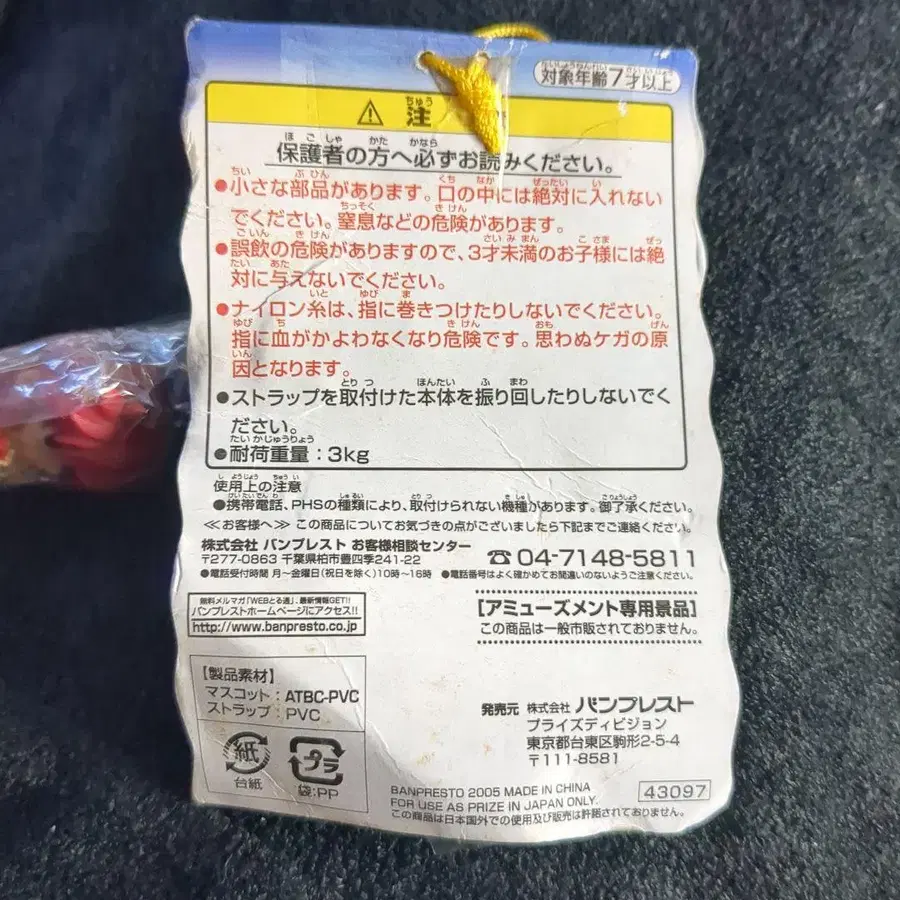 対象年齢7才以上
⚠ 注
保護者の方へ必ずお読みください。
●小さな部品があります。口の中には絶対に入れない
でください。窒息などの危険があります。
●誤飲の危険がありますので、3才未満のお子様には絶
対に与えないでください。
●ナイロン糸は、指に巻きつけたりしないでください。
指に血がかよわなくなり危険です。思わぬケガの原
因となります。
●ストラップを取付けた本体を振り回したりしないでく
ださい。
●耐荷重量：3kg
使用上の注意
●携帯電話、PHSの種類により、取付けられない機種があります。御了承ください。
≪お客様へ≫ この商品についてお気づきの点がございましたら下記までご連絡ください。
株式会社 バンプレスト お客様相談センター
〒277-0863 千葉県柏市豊四季241-22
☎04-7148-5811
●電話受付時間 月〜金曜日(祝日を除く)10時〜16時 ●電話番号はよく確かめてお間違いのないようご注意ください。
無料メルマガ「WEBとる通」、最新情報GET!!
バンプレストホームページにアクセス!!
http://www.banpresto.co.jp
【アミューズメント専用景品】
この商品は一般市販されておりません。
【製品素材】
マスコット：ATBC-PVC
ストラップ：PVC
紙
台紙
プラ
袋:PP
発売元 株式会社 バンプレスト
プライズディビジョン
東京都台東区駒形2-5-4
〒111-8581
BANPRESTO 2005 MADE IN CHINA
FOR USE AS PRIZE IN JAPAN ONLY.
この商品は日本国外での使用及び販売は許諾されておりません。
43097